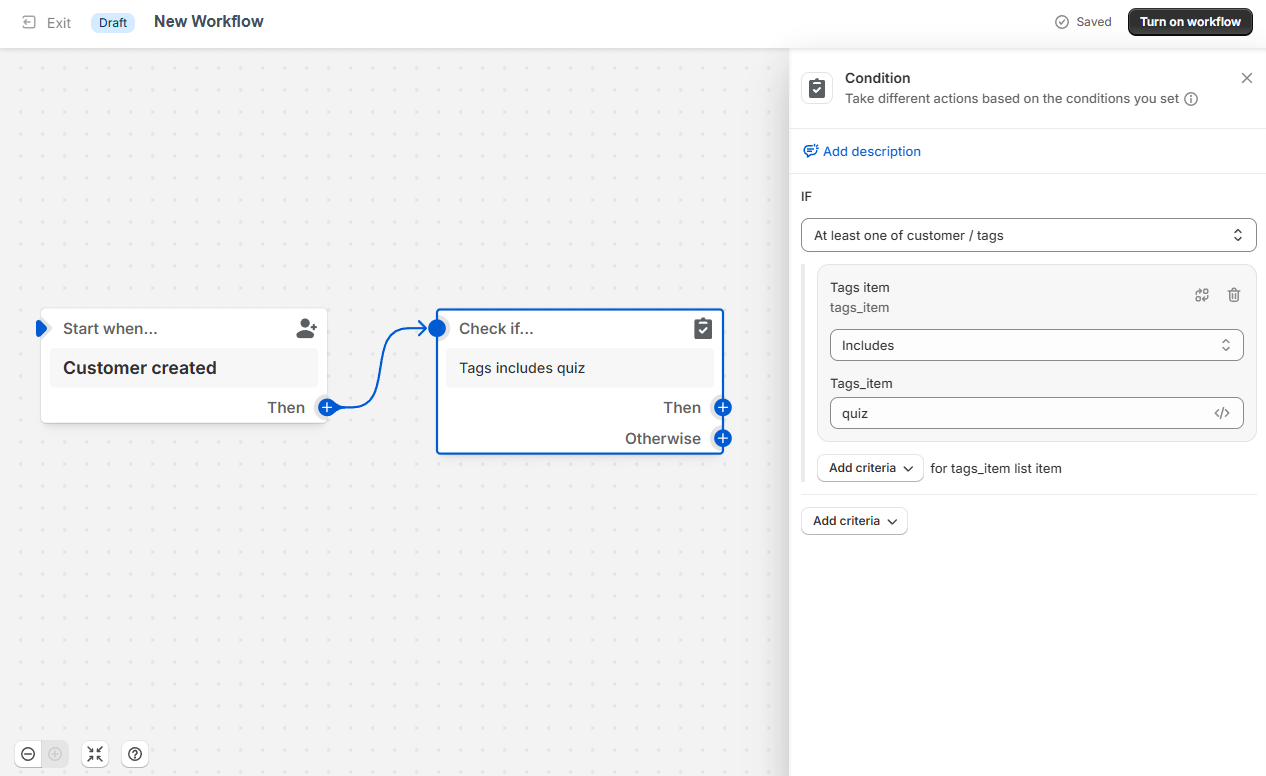 Exit
Draft
New Workflow
Saved
Turn on workflow
Start when...
Customer created
Then
Check if...
Tags includes quiz
Then
Otherwise
Condition
Take different actions based on the conditions you set
Add description
IF
At least one of customer / tags
Tags item
tags_item
Includes
Tags_item
quiz
Add criteria for tags_item list item
Add criteria